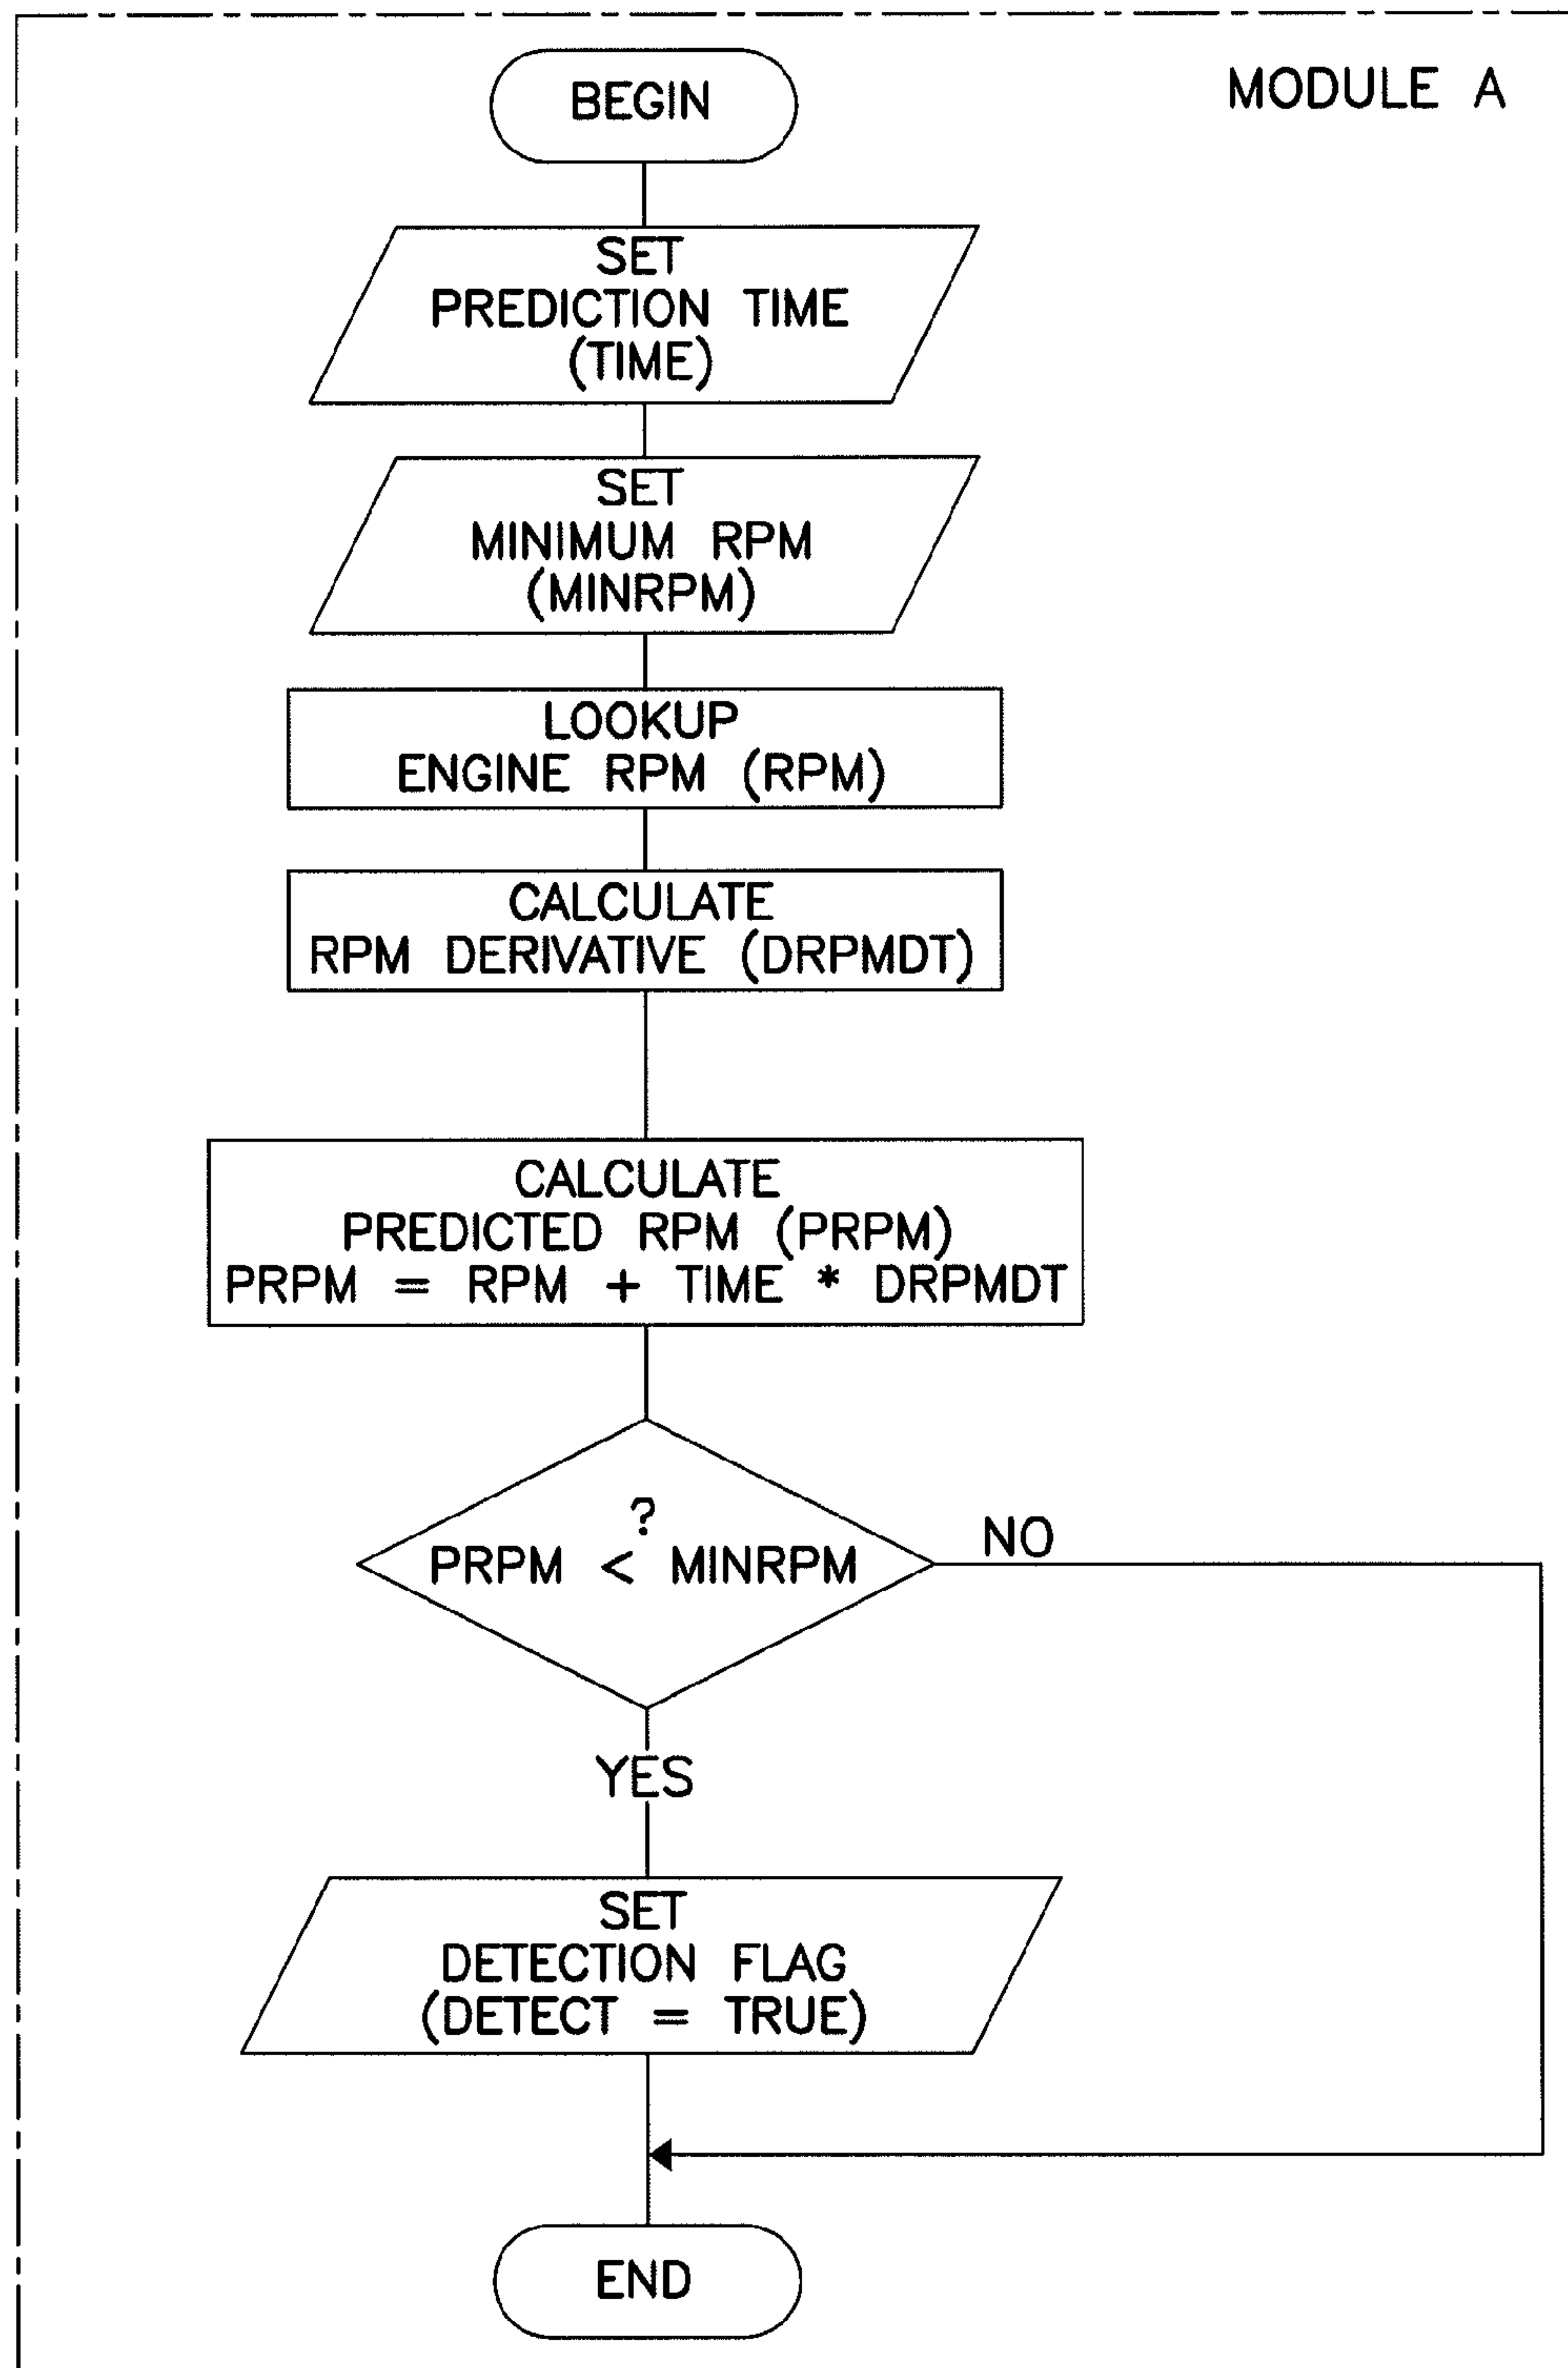 MODULE A
BEGIN
SET
PREDICTION TIME
(TIME)
SET
MINIMUM RPM
(MINRPM)
LOOKUP
ENGINE RPM (RPM)
CALCULATE
RPM DERIVATIVE (DRPMDT)
CALCULATE
PREDICTED RPM (PRPM)
PRPM = RPM + TIME * DRPMDT
?
PRPM < MINRPM
NO
YES
SET
DETECTION FLAG
(DETECT = TRUE)
END